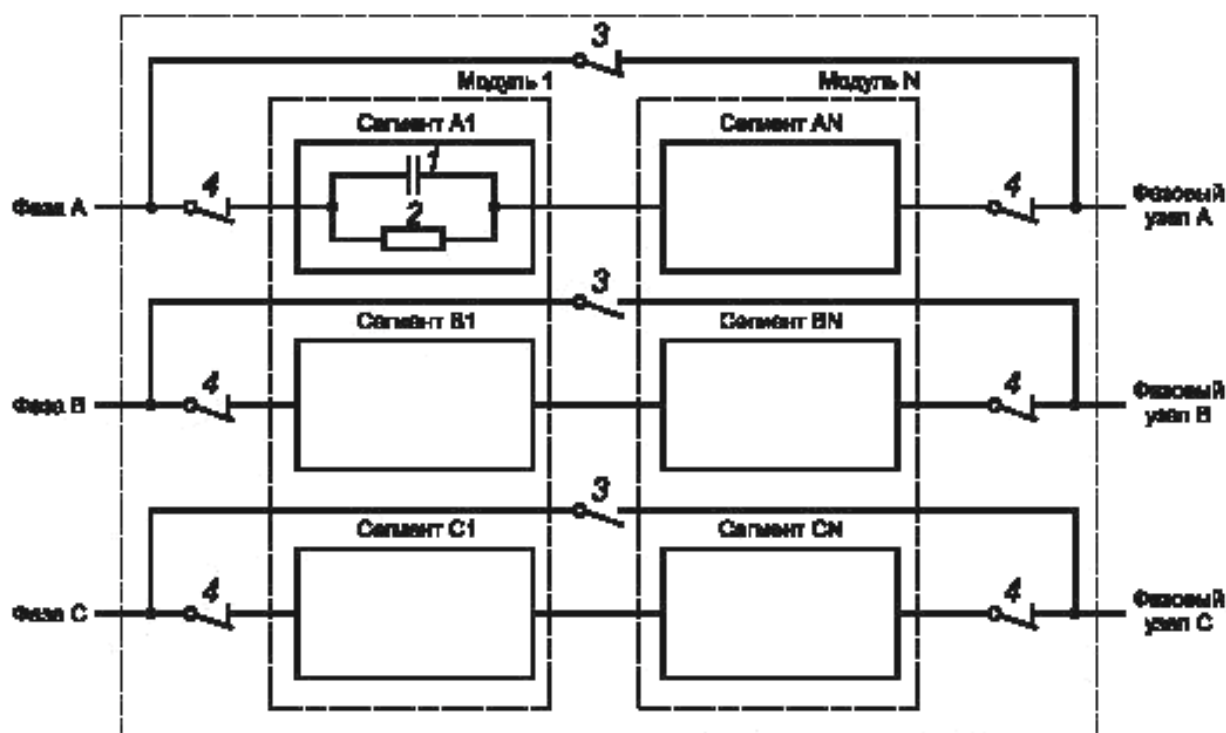 3
Модуль 1
Модуль N
Сегмент A1
Сегмент AN
1
Фаза A
4
2
4
Фазовый
узел A
3
Сегмент B1
Сегмент BN
Фаза B
4
4
Фазовый
узел B
3
Сегмент C1
Сегмент CN
Фаза C
4
4
Фазовый
узел C